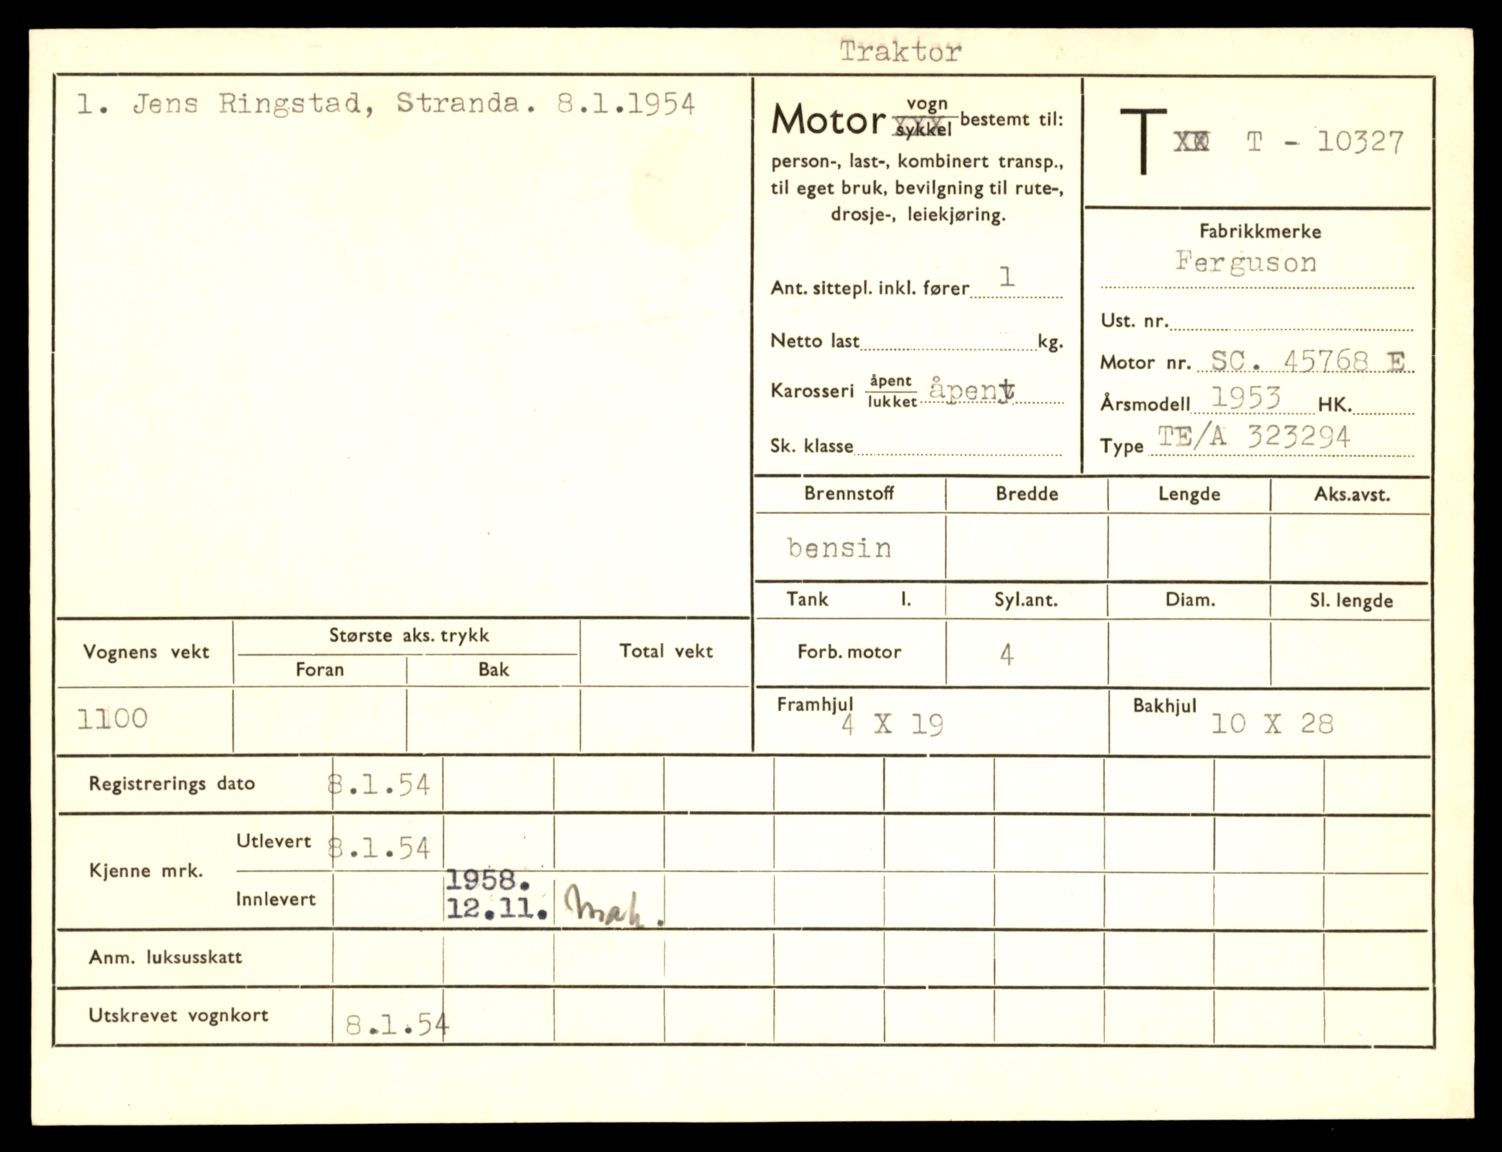 Traktor
1. Jens Ringstad, Stranda. 8.1.1954
Motor vogn/sykkel bestemt til:
person-, last-, kombinert transp.,
til eget bruk, bevilgning til rute-,
drosje-, leiekjøring.
Ant. sittepl. inkl. fører 1
Netto last kg.
Karosseri åpent/lukket åpent
Sk. klasse
T T - 10327
Fabrikkmerke
Ferguson
Ust. nr.
Motor nr. SC. 45768 E
Årsmodell 1953 HK.
Type TE/A 323294
Brennstoff Bredde Lengde Aks.avst.
bensin
Tank l. Syl.ant. Diam. Sl. lengde
Forb. motor 4
Framhjul 4 X 19 Bakhjul 10 X 28
Vognens vekt Største aks. trykk Total vekt
Foran Bak
1100
Registrerings dato 8.1.54
Kjenne mrk. Utlevert 8.1.54
Innlevert 1958.
12.11.
Anm. luksusskatt
Utskrevet vognkort 8.1.54